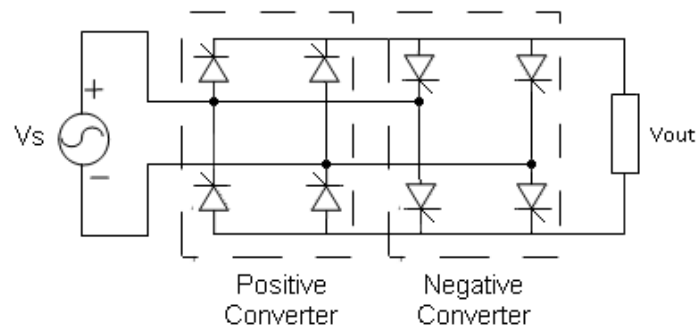 +
Vs
Vout
−
Positive
Converter
Negative
Converter